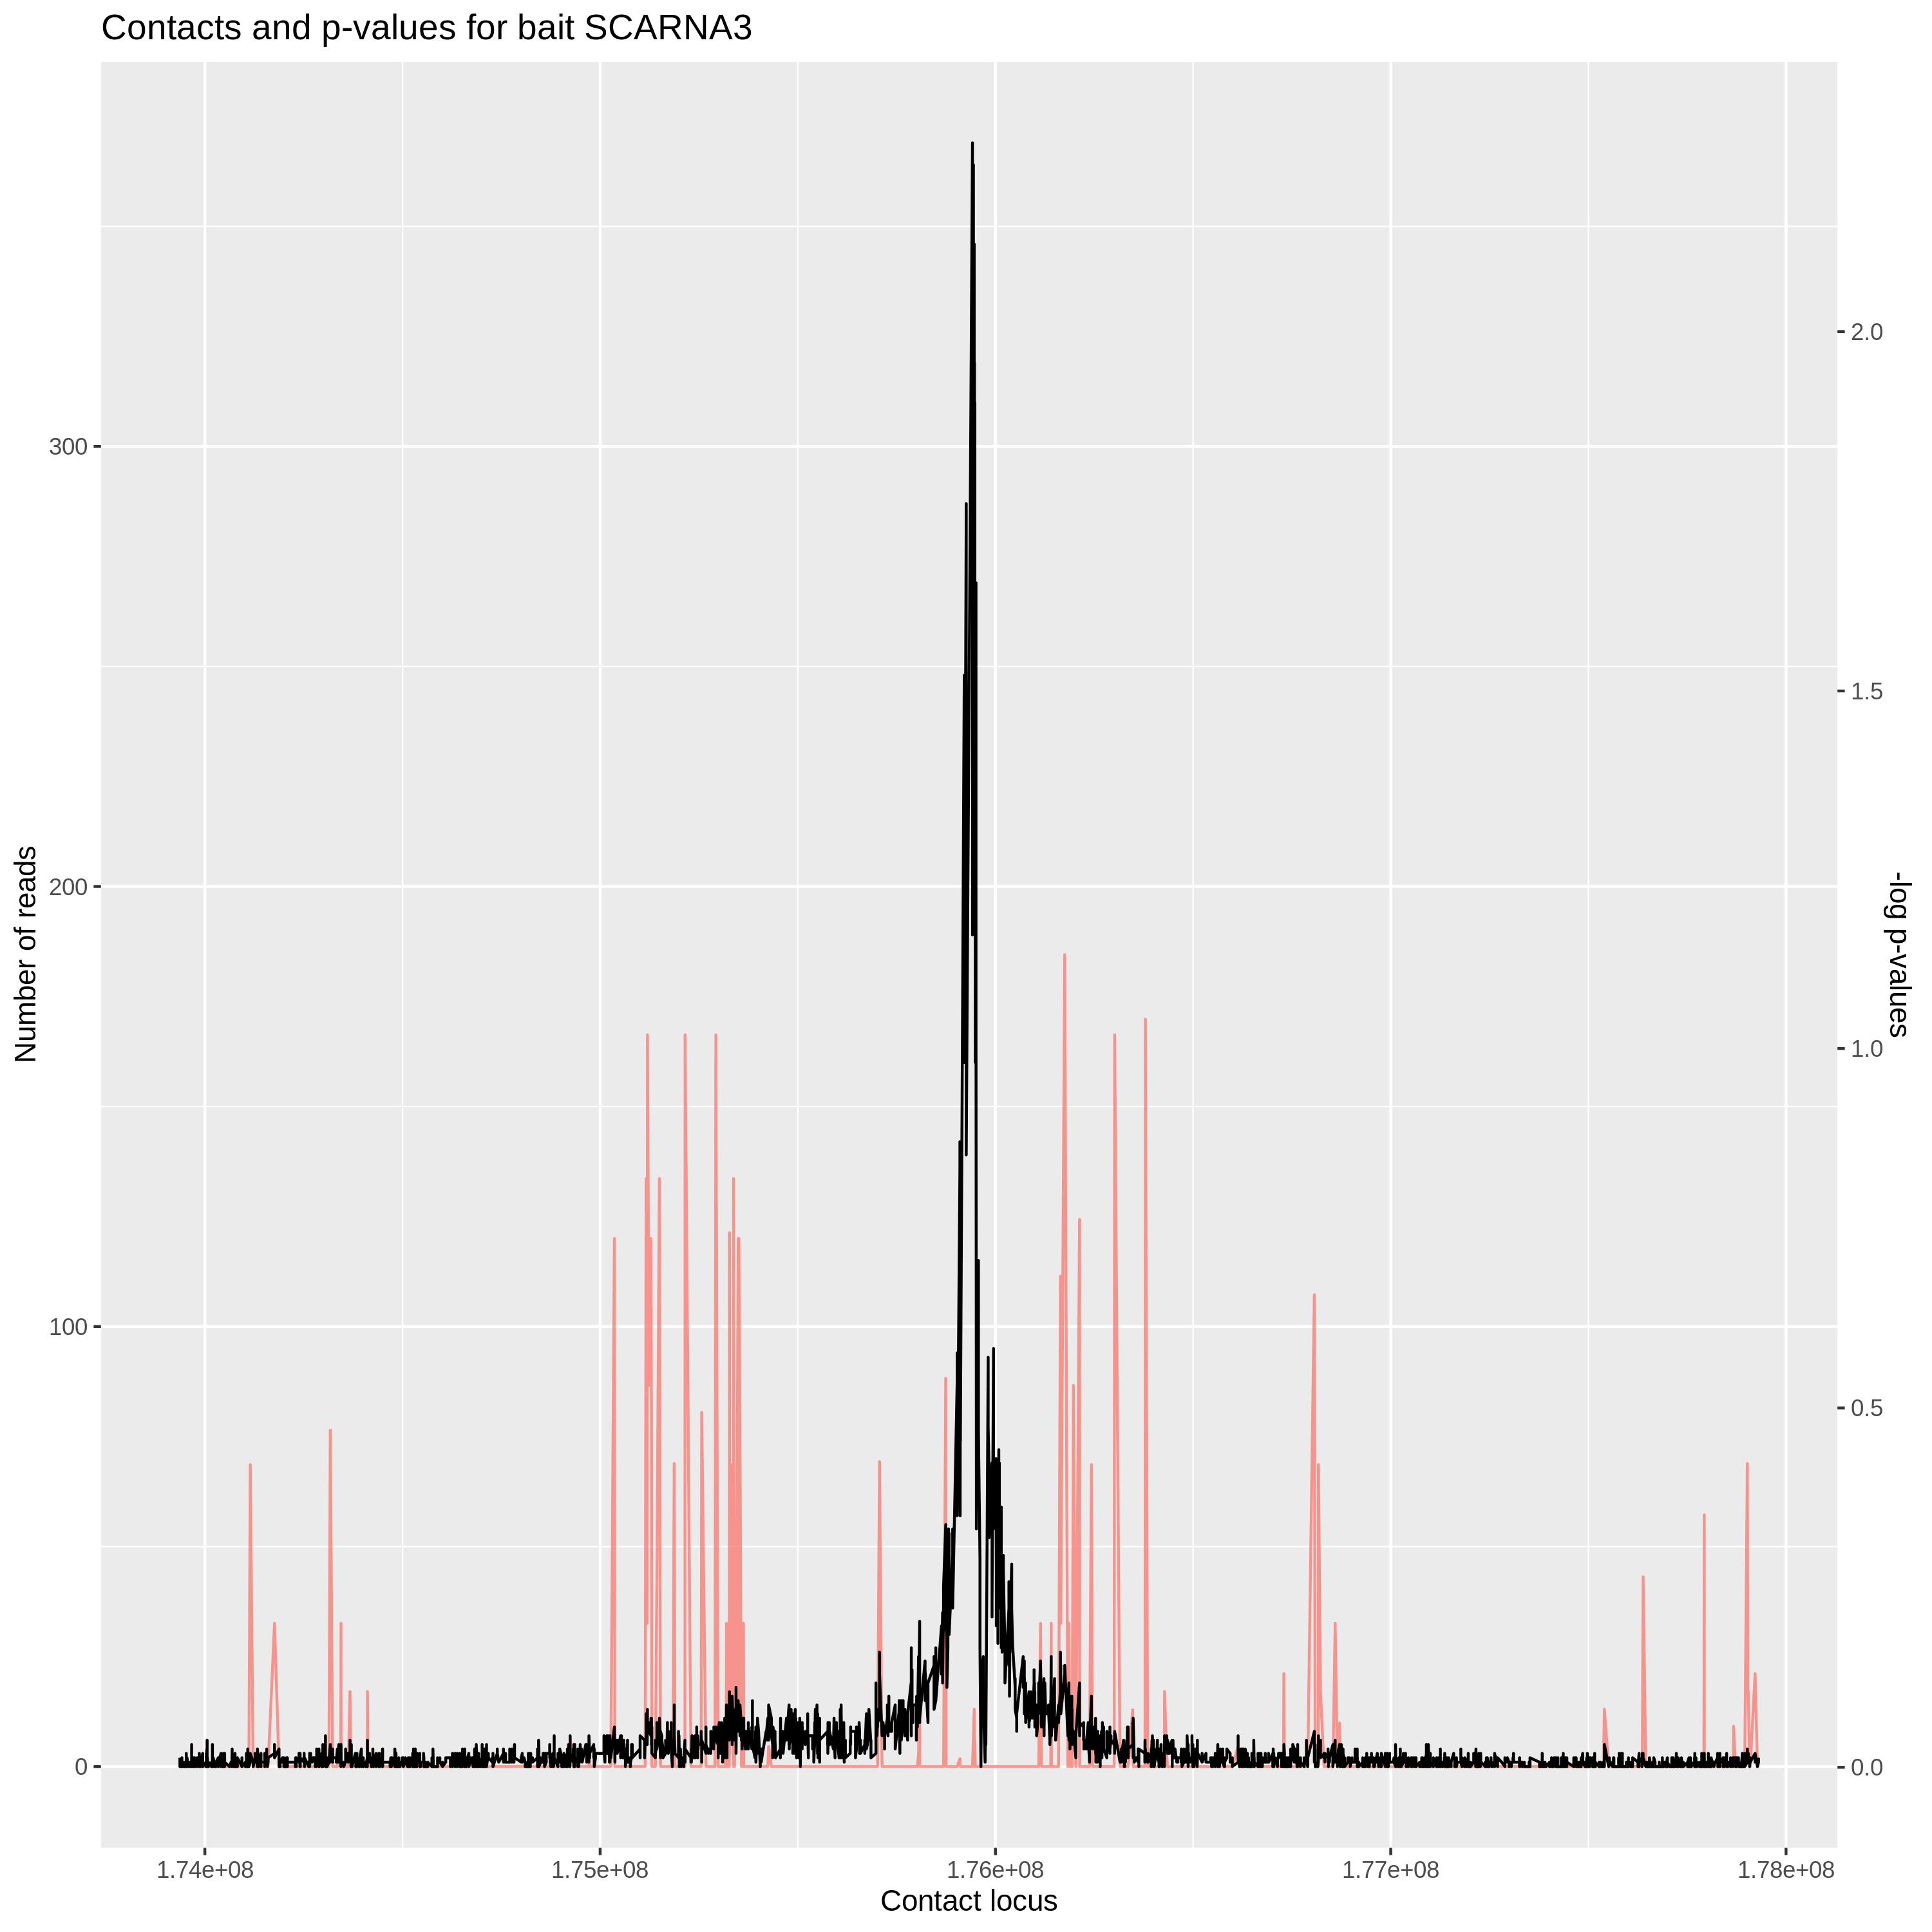 Contacts and p-values for bait SCARNA3
Number of reads
300
200
100
0
2.0
1.5
1.0
0.5
0.0
-log p-values
1.74e+08
1.75e+08
1.76e+08
1.77e+08
1.78e+08
Contact locus